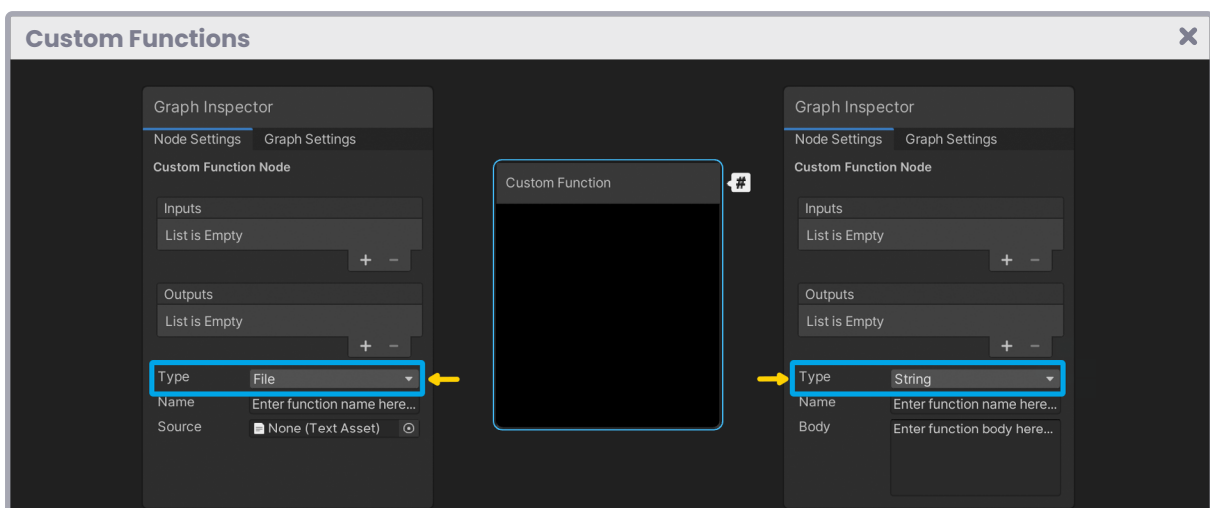 Custom Functions
Graph Inspector
Node Settings Graph Settings
Custom Function Node
Inputs
List is Empty
+ −
Outputs
List is Empty
+ −
Type File
Name Enter function name here...
Source None (Text Asset)
Custom Function
#
Graph Inspector
Node Settings Graph Settings
Custom Function Node
Inputs
List is Empty
+ −
Outputs
List is Empty
+ −
Type String
Name Enter function name here...
Body Enter function body here...